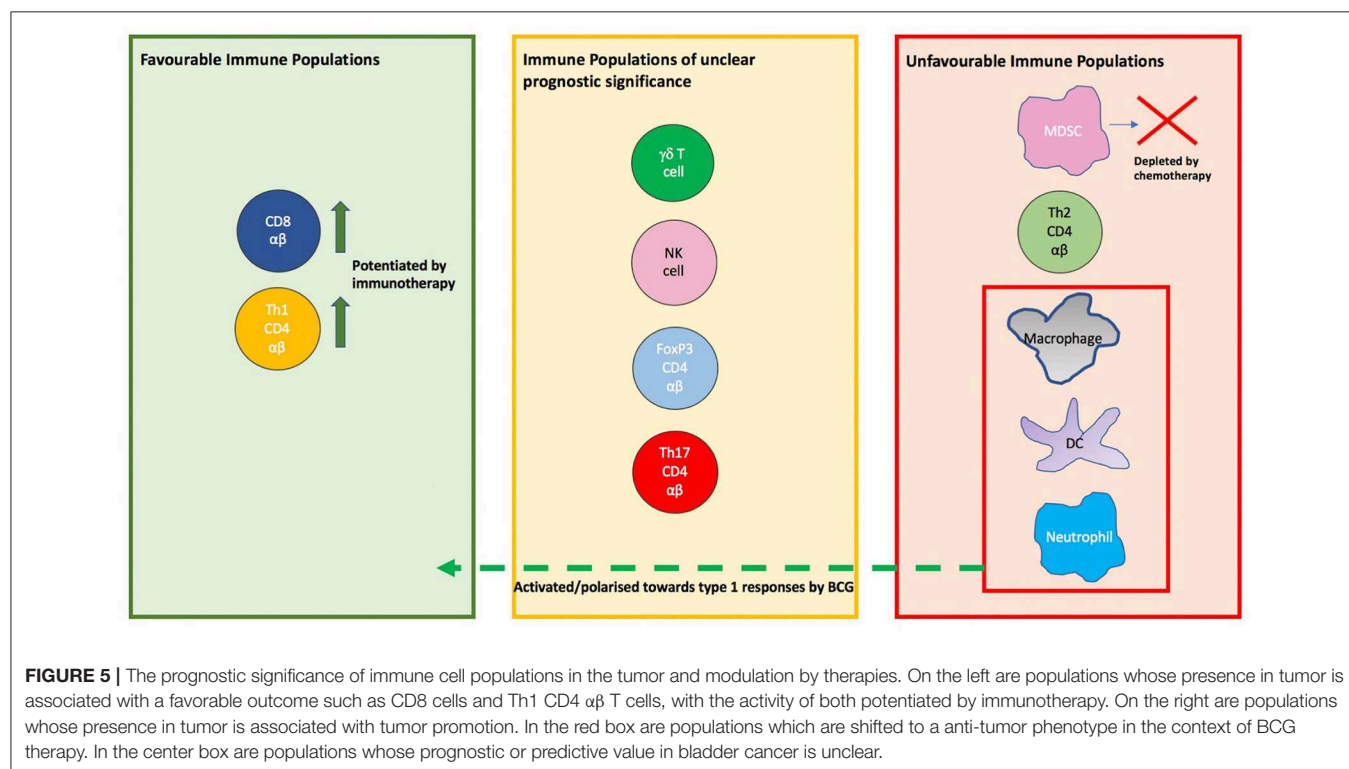 Favourable Immune Populations
CD8
αβ
Potentiated by
immunotherapy
Th1
CD4
αβ
Immune Populations of unclear
prognostic significance
γδ T
cell
NK
cell
FoxP3
CD4
αβ
Th17
CD4
αβ
Activated/polarised towards type 1 responses by BCG
Unfavourable Immune Populations
MDSC
Depleted by
chemotherapy
Th2
CD4
αβ
Macrophage
DC
Neutrophil
FIGURE 5 | The prognostic significance of immune cell populations in the tumor and modulation by therapies. On the left are populations whose presence in tumor is
associated with a favorable outcome such as CD8 cells and Th1 CD4 αβ T cells, with the activity of both potentiated by immunotherapy. On the right are populations
whose presence in tumor is associated with tumor promotion. In the red box are populations which are shifted to a anti-tumor phenotype in the context of BCG
therapy. In the center box are populations whose prognostic or predictive value in bladder cancer is unclear.